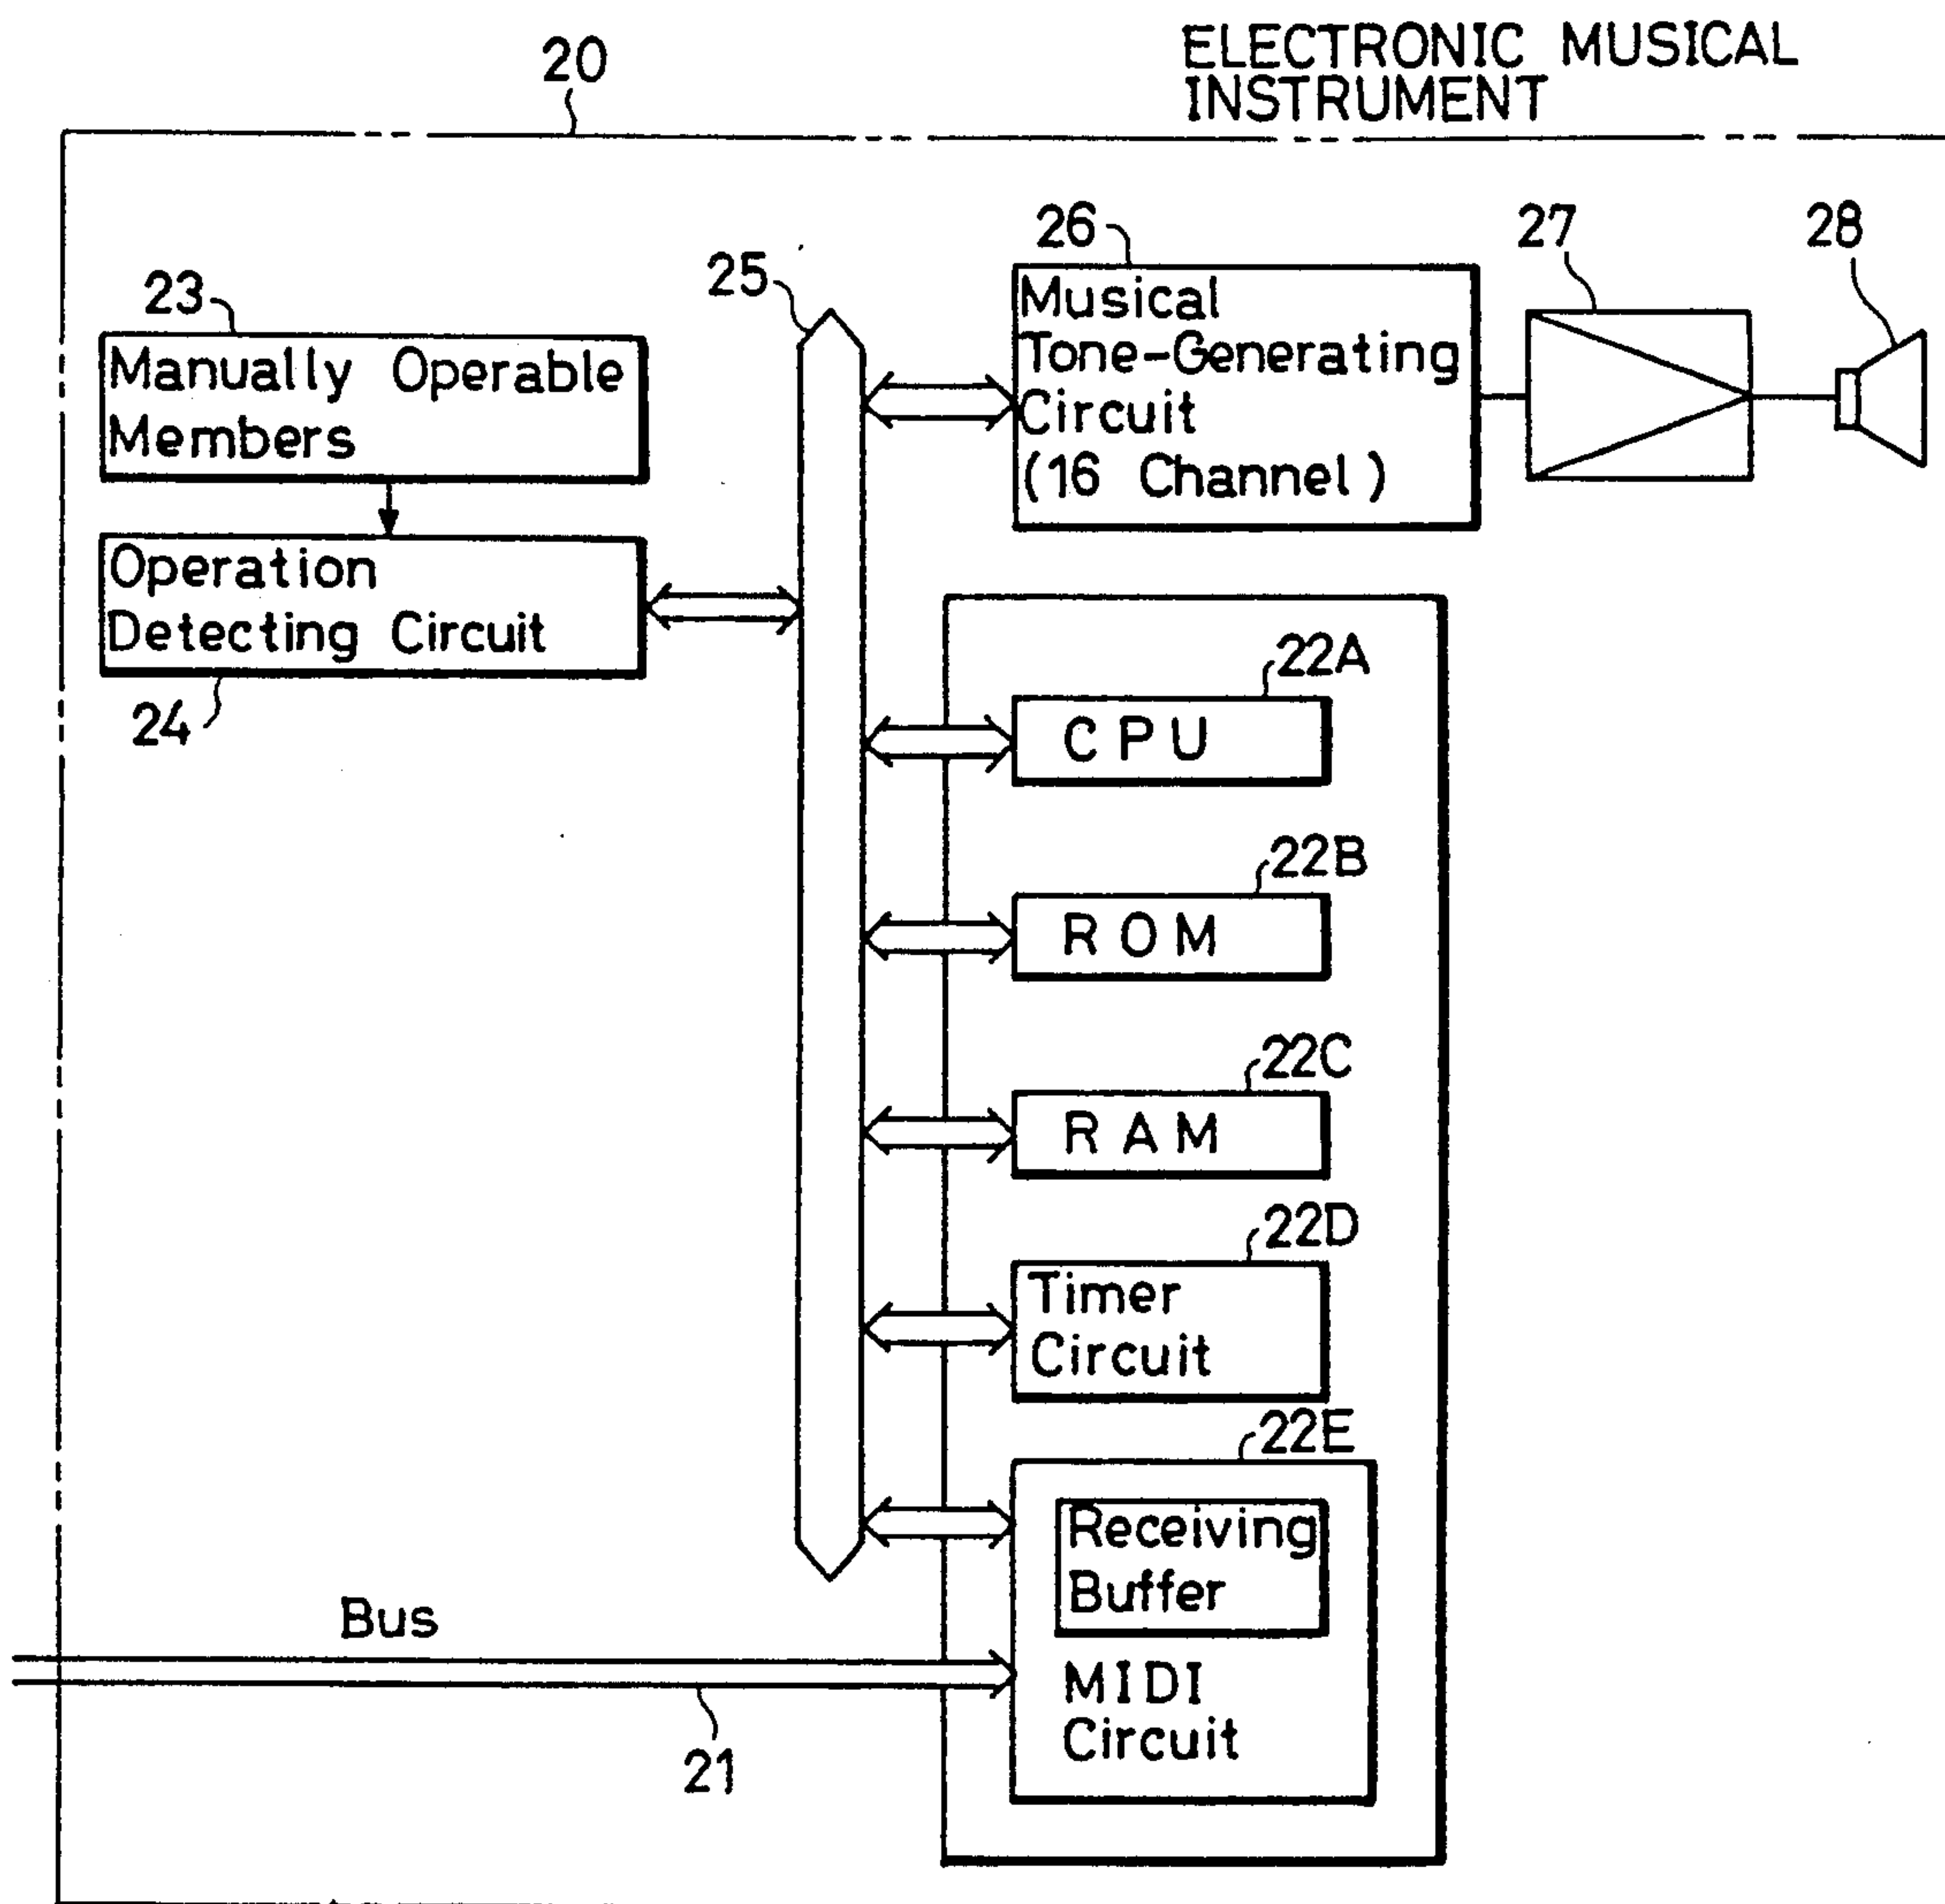 ELECTRONIC MUSICAL
INSTRUMENT
20
26
27
28
25
23
Manually Operable
Members
Musical
Tone-Generating
Circuit
(16 Channel)
Operation
Detecting Circuit
24
22A
CPU
22B
ROM
22C
RAM
22D
Timer
Circuit
22E
Receiving
Buffer
MIDI
Circuit
Bus
21